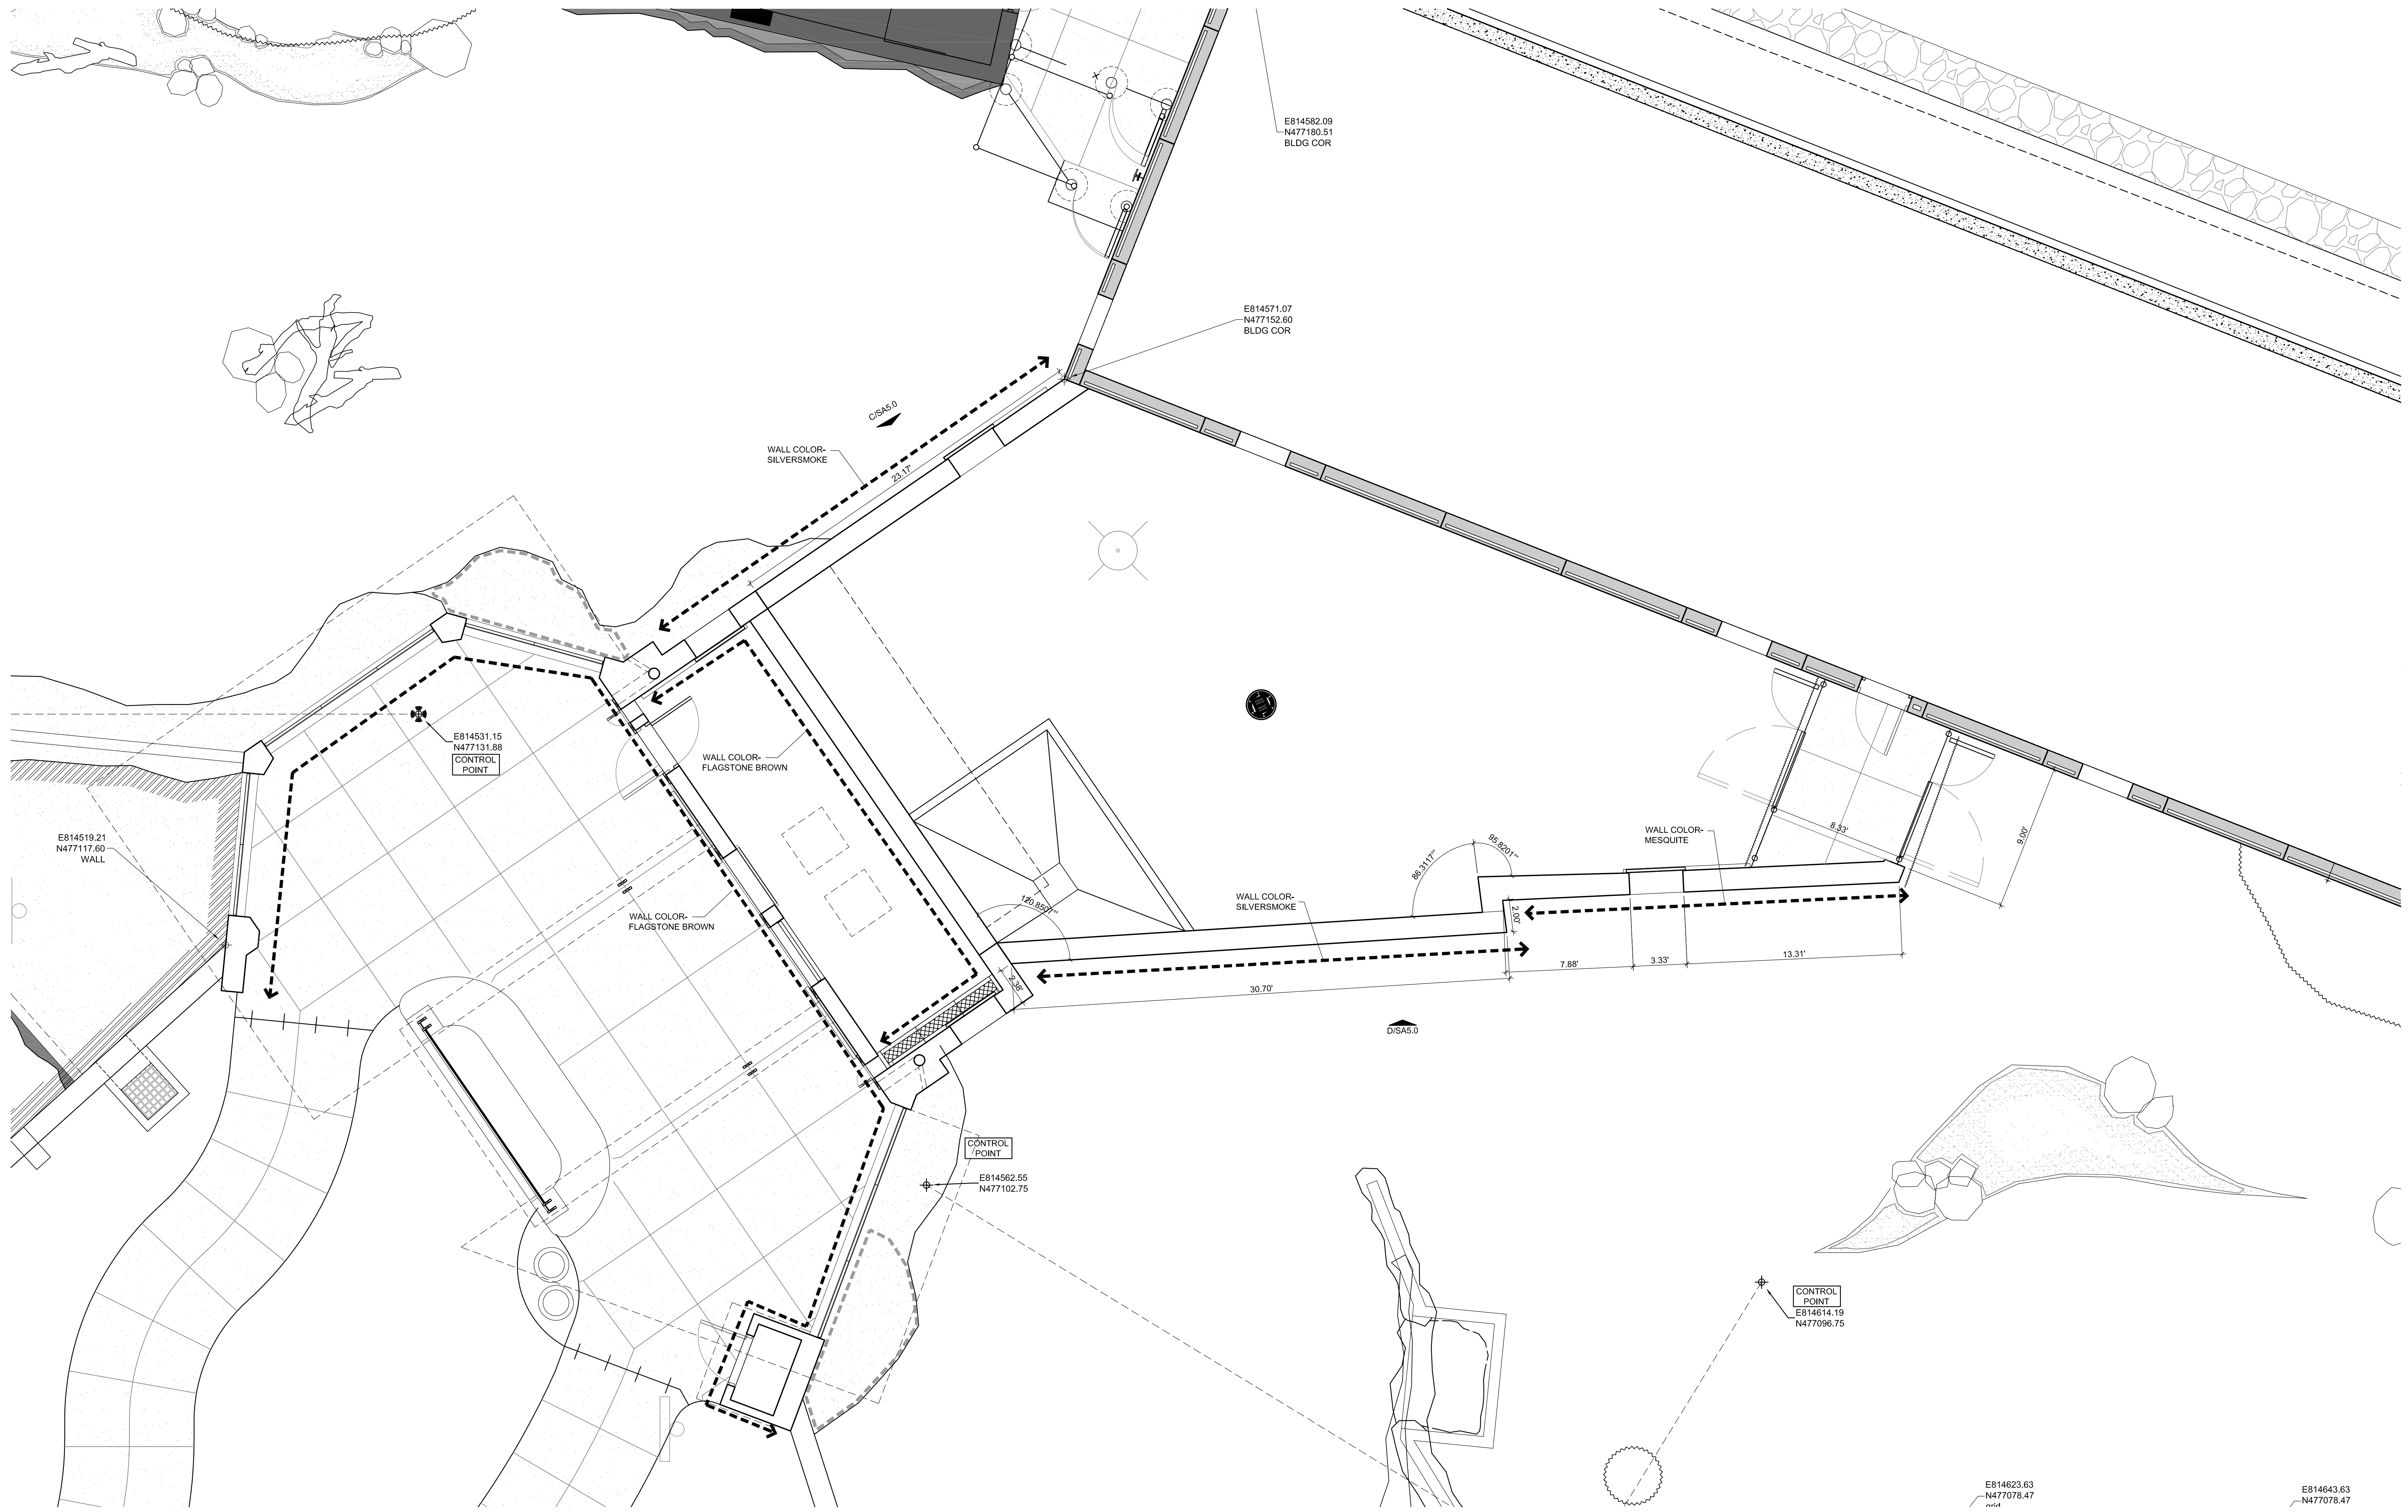 E814582.09
N477180.51
BLDG COR
E814571.07
N477152.60
BLDG COR
C/SA5.0
WALL COLOR-
SILVERSMOKE
23.17'
E814531.15
N477131.88
CONTROL
POINT
WALL COLOR-
FLAGSTONE BROWN
E814519.21
N477117.60
WALL
WALL COLOR-
FLAGSTONE BROWN
120.8507°
2.38'
WALL COLOR-
SILVERSMOKE
86.3117°
95.8201°
WALL COLOR-
MESQUITE
8.33'
9.00'
2.00'
7.88'
3.33'
13.31'
30.70'
D/SA5.0
CONTROL
POINT
E814562.55
N477102.75
CONTROL
POINT
E814614.19
N477096.75
E814623.63
N477078.47
E814643.63
N477078.47